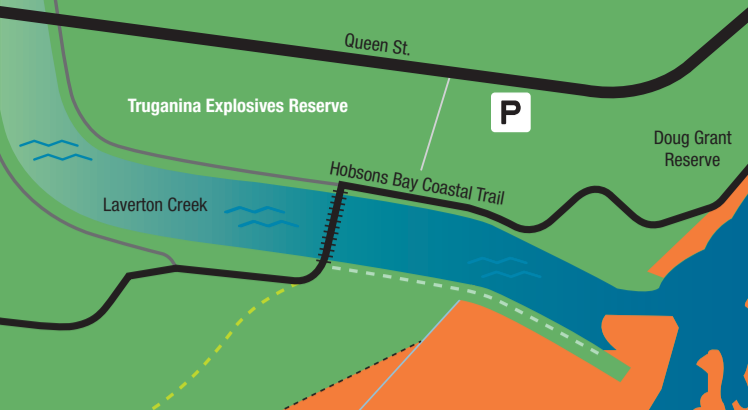 Queen St.
Truganina Explosives Reserve
P
Doug Grant
Reserve
Hobsons Bay Coastal Trail
Laverton Creek